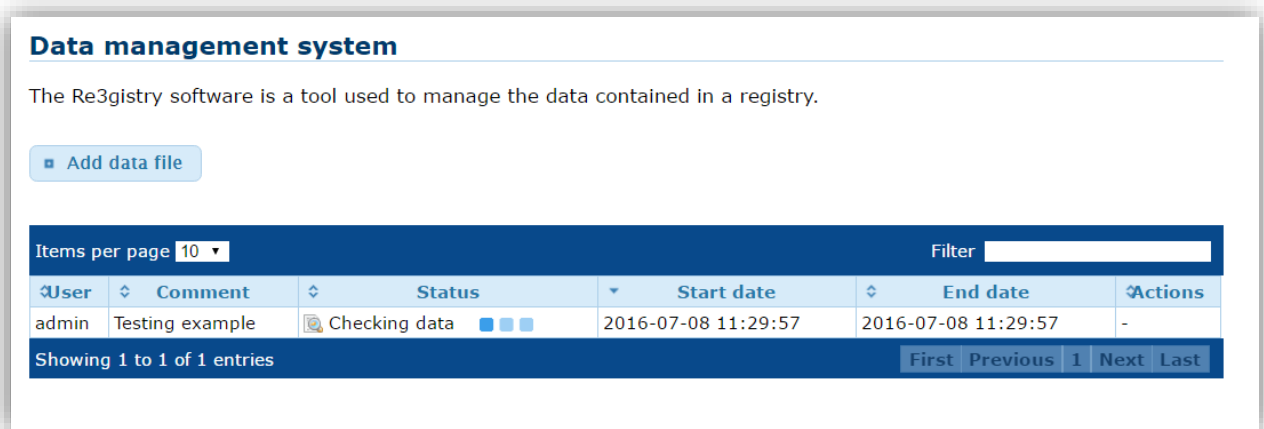 Data management system
The Re3gistry software is a tool used to manage the data contained in a registry.
Add data file
Items per page 10 Filter
User Comment Status Start date End date Actions
admin Testing example Checking data 2016-07-08 11:29:57 2016-07-08 11:29:57 -
Showing 1 to 1 of 1 entries First Previous 1 Next Last